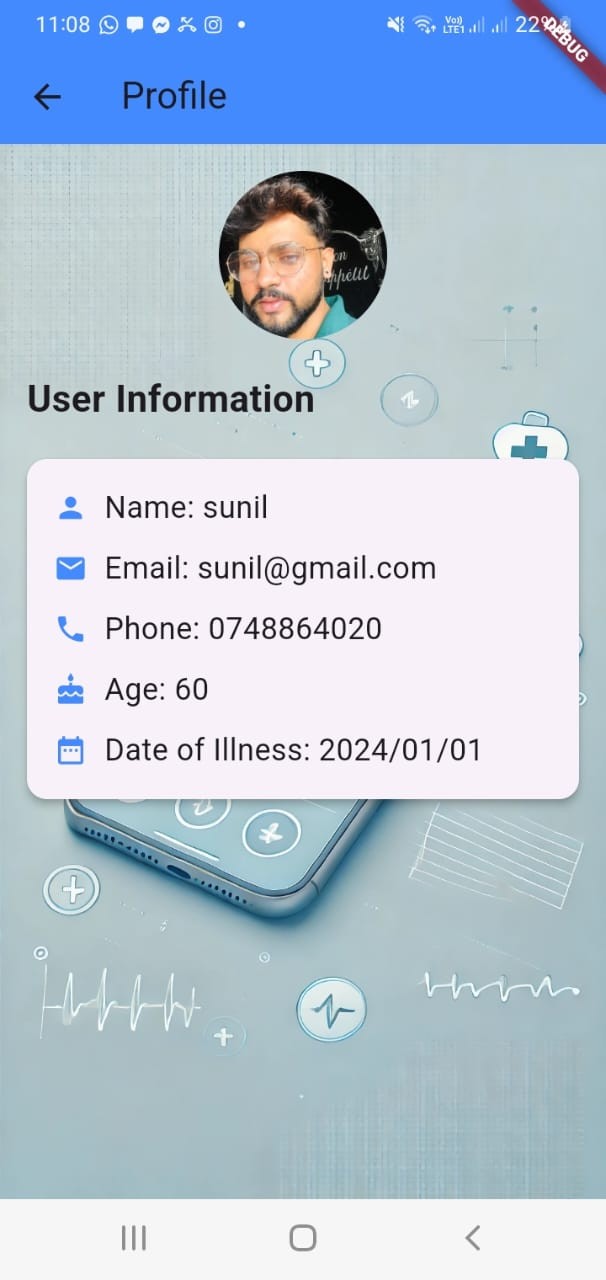 11:08
Vo)) LTE1
22%
DEBUG
Profile
Appétit
User Information
Name: sunil
Email: sunil@gmail.com
Phone: 0748864020
Age: 60
Date of Illness: 2024/01/01